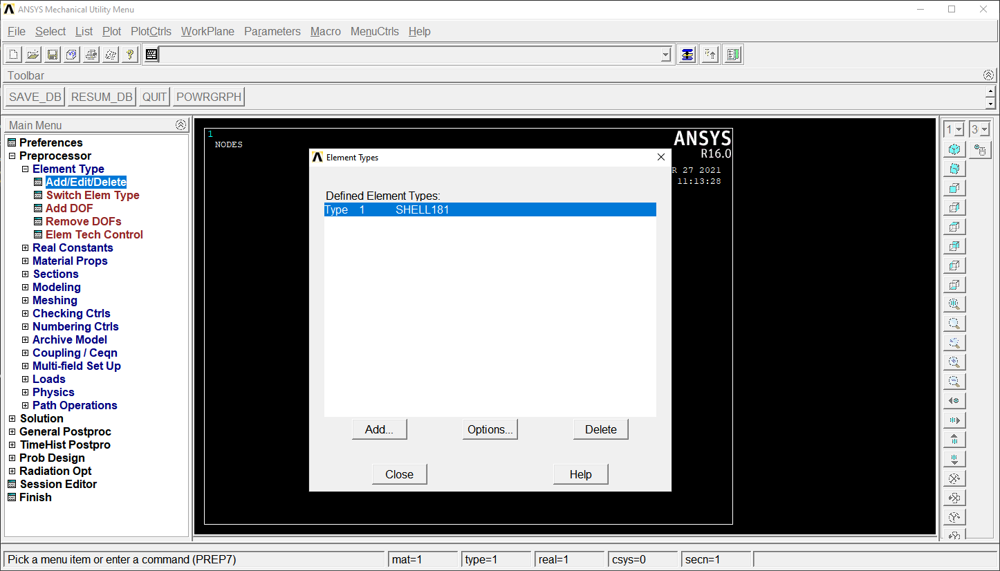 ANSYS Mechanical Utility Menu
File Select List Plot PlotCtrls WorkPlane Parameters Macro MenuCtrls Help
Toolbar
SAVE_DB RESUM_DB QUIT POWRGRPH
Main Menu
Preferences
Preprocessor
Element Type
Add/Edit/Delete
Switch Elem Type
Add DOF
Remove DOFs
Elem Tech Control
Real Constants
Material Props
Sections
Modeling
Meshing
Checking Ctrls
Numbering Ctrls
Archive Model
Coupling / Ceqn
Multi-field Set Up
Loads
Physics
Path Operations
Solution
General Postproc
TimeHist Postpro
Prob Design
Radiation Opt
Session Editor
Finish
1
NODES
ANSYS
R16.0
R 27 2021
11:13:28
Element Types
Defined Element Types:
Type 1 SHELL181
Add... Options... Delete
Close Help
1 3
Pick a menu item or enter a command (PREP7) mat=1 type=1 real=1 csys=0 secn=1